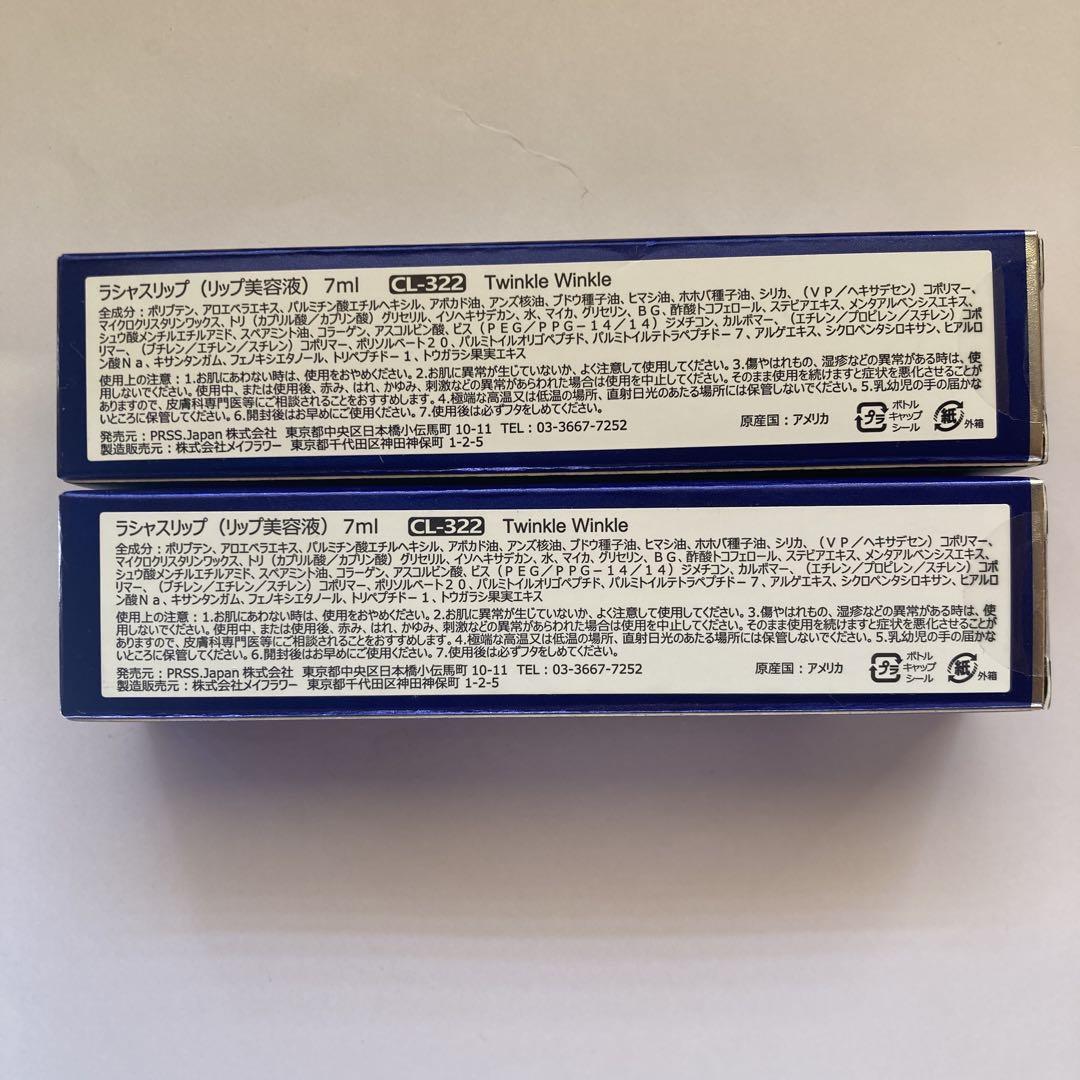 ラシャスリップ（リップ美容液） 7ml CL-322 Twinkle Winkle
全成分：ポリブテン、アロエベラエキス、パルミチン酸エチルヘキシル、アボカド油、アンズ核油、ブドウ種子油、ヒマシ油、ホホバ種子油、シリカ、（ＶＰ／ヘキサデセン）コポリマー、
マイクロクリスタリンワックス、トリ（カプリル酸／カプリン酸）グリセリル、イソヘキサデカン、水、マイカ、グリセリン、ＢＧ、酢酸トコフェロール、ステビアエキス、メンタアルベンシスエキス、
シュウ酸メンチルエチルアミド、スペアミント油、コラーゲン、アスコルビン酸、ビス（ＰＥＧ／ＰＰＧ－１４／１４）ジメチコン、カルボマー、（エチレン／プロピレン／スチレン）コポ
リマー、（ブチレン／エチレン／スチレン）コポリマー、ポリソルベート２０、パルミトイルオリゴペプチド、パルミトイルテトラペプチド－７、アルゲエキス、シクロペンタシロキサン、ヒアルロ
ン酸Ｎａ、キサンタンガム、フェノキシエタノール、トリペプチド－１、トウガラシ果実エキス
使用上の注意：1.お肌にあわない時は、使用をおやめください。2.お肌に異常が生じていないか、よく注意して使用してください。3.傷やはれもの、湿疹などの異常がある時は、使
用しないでください。使用中、または使用後、赤み、はれ、かゆみ、刺激などの異常があらわれた場合は使用を中止してください。そのまま使用を続けますと症状を悪化させることが
ありますので、皮膚科専門医等にご相談されることをおすすめします。4.極端な高温又は低温の場所、直射日光のあたる場所には保管しないでください。5.乳幼児の手の届かな
いところに保管してください。6.開封後はお早めにご使用ください。7.使用後は必ずフタをしめてください。
発売元：PRSS.Japan 株式会社 東京都中央区日本橋小伝馬町 10-11 TEL：03-3667-7252 原産国：アメリカ プラ ボトル キャップ シール 紙 外箱
製造販売元：株式会社メイフラワー 東京都千代田区神田神保町 1-2-5
ラシャスリップ（リップ美容液） 7ml CL-322 Twinkle Winkle
全成分：ポリブテン、アロエベラエキス、パルミチン酸エチルヘキシル、アボカド油、アンズ核油、ブドウ種子油、ヒマシ油、ホホバ種子油、シリカ、（ＶＰ／ヘキサデセン）コポリマー、
マイクロクリスタリンワックス、トリ（カプリル酸／カプリン酸）グリセリル、イソヘキサデカン、水、マイカ、グリセリン、ＢＧ、酢酸トコフェロール、ステビアエキス、メンタアルベンシスエキス、
シュウ酸メンチルエチルアミド、スペアミント油、コラーゲン、アスコルビン酸、ビス（ＰＥＧ／ＰＰＧ－１４／１４）ジメチコン、カルボマー、（エチレン／プロピレン／スチレン）コポリマ
ー、（ブチレン／エチレン／スチレン）コポリマー、ポリソルベート２０、パルミトイルオリゴペプチド、パルミトイルテトラペプチド－７、アルゲエキス、シクロペンタシロキサン、ヒアルロン
酸Ｎａ、キサンタンガム、フェノキシエタノール、トリペプチド－１、トウガラシ果実エキス
使用上の注意：1.お肌にあわない時は、使用をおやめください。2.お肌に異常が生じていないか、よく注意して使用してください。3.傷やはれもの、湿疹などの異常がある時は、使
用しないでください。使用中、または使用後、赤み、はれ、かゆみ、刺激などの異常があらわれた場合は使用を中止してください。そのまま使用を続けますと症状を悪化させることが
ありますので、皮膚科専門医等にご相談されることをおすすめします。4.極端な高温又は低温の場所、直射日光のあたる場所には保管しないでください。5.乳幼児の手の届かな
いところに保管してください。6.開封後はお早めにご使用ください。7.使用後は必ずフタをしめてください。
発売元：PRSS.Japan 株式会社 東京都中央区日本橋小伝馬町 10-11 TEL：03-3667-7252 原産国：アメリカ プラ ボトル キャップ シール 紙 外箱
製造販売元：株式会社メイフラワー 東京都千代田区神田神保町 1-2-5